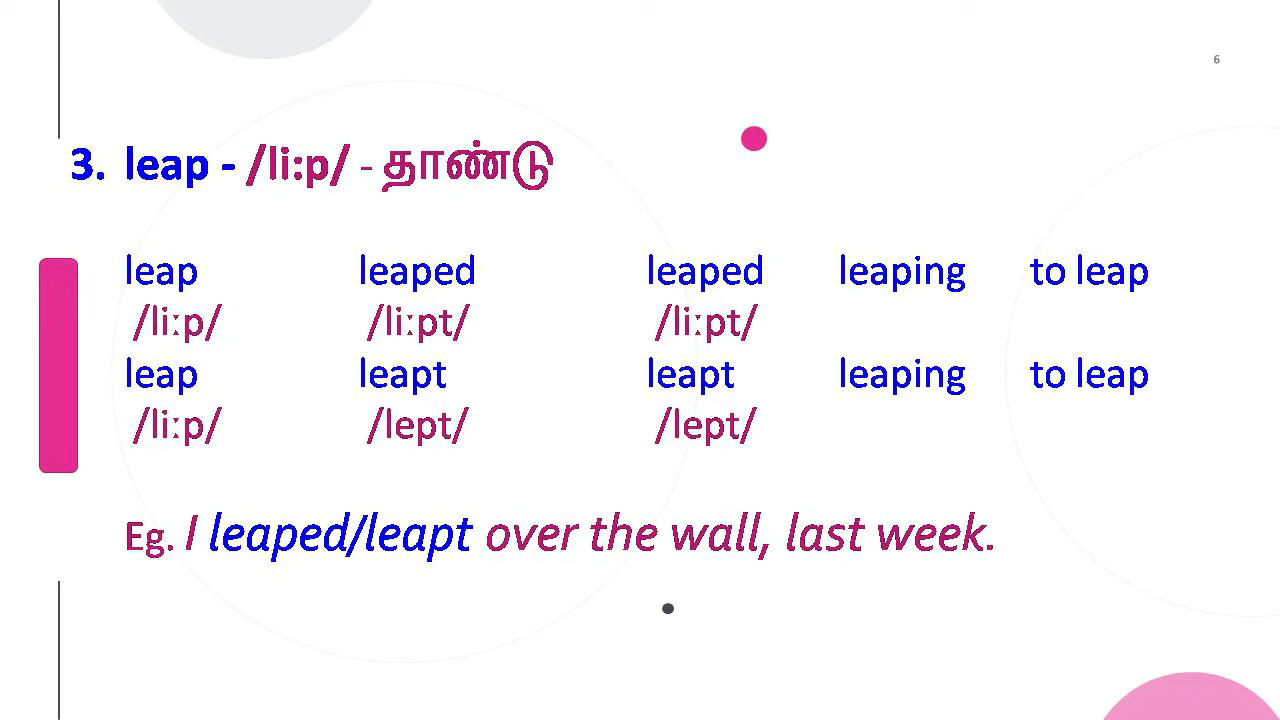 6
3. leap - /li:p/ - தாண்டு
leap leaped leaped leaping to leap
/liːp/ /liːpt/ /liːpt/
leap leapt leapt leaping to leap
/liːp/ /lept/ /lept/
Eg. I leaped/leapt over the wall, last week.